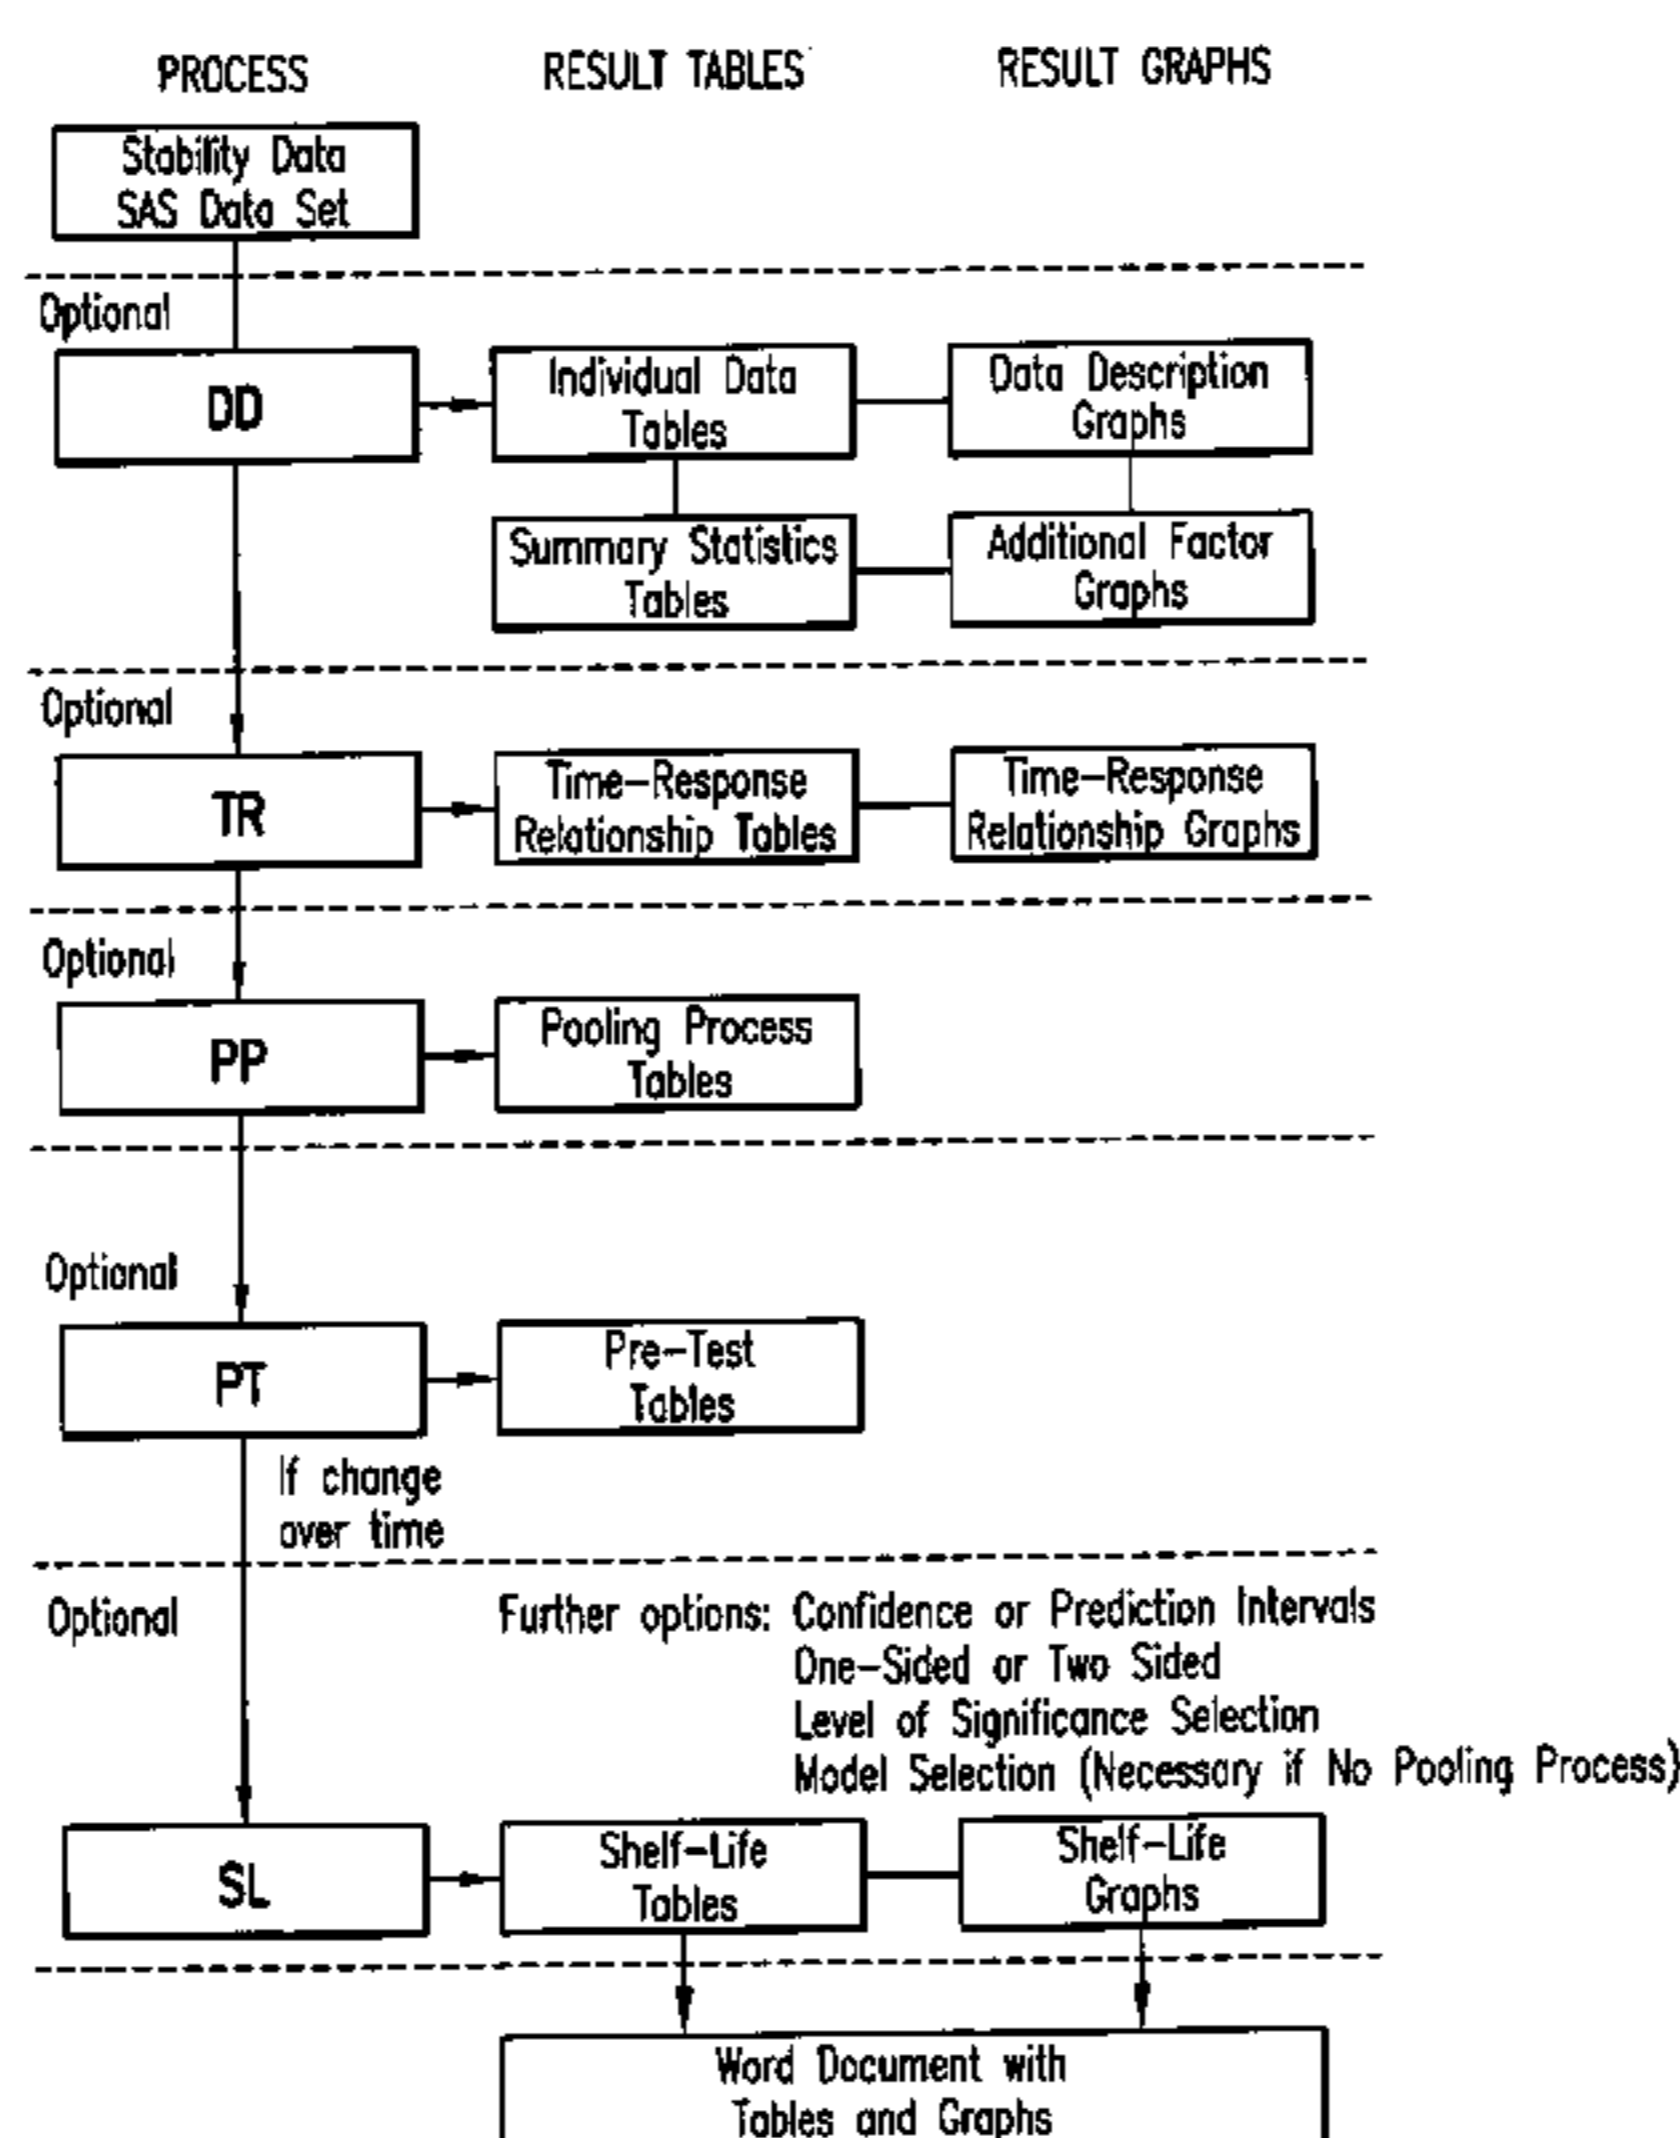 PROCESS
RESULT TABLES
RESULT GRAPHS
Stability Data
SAS Data Set
Optional
DD
Individual Data
Tables
Data Description
Graphs
Summary Statistics
Tables
Additional Factor
Graphs
Optional
TR
Time-Response
Relationship Tables
Time-Response
Relationship Graphs
Optional
PP
Pooling Process
Tables
Optional
PT
Pre-Test
Tables
If change
over time
Optional
Further options: Confidence or Prediction Intervals
One-Sided or Two Sided
Level of Significance Selection
Model Selection (Necessary if No Pooling Process)
SL
Shelf-Life
Tables
Shelf-Life
Graphs
Word Document with
Tables and Graphs